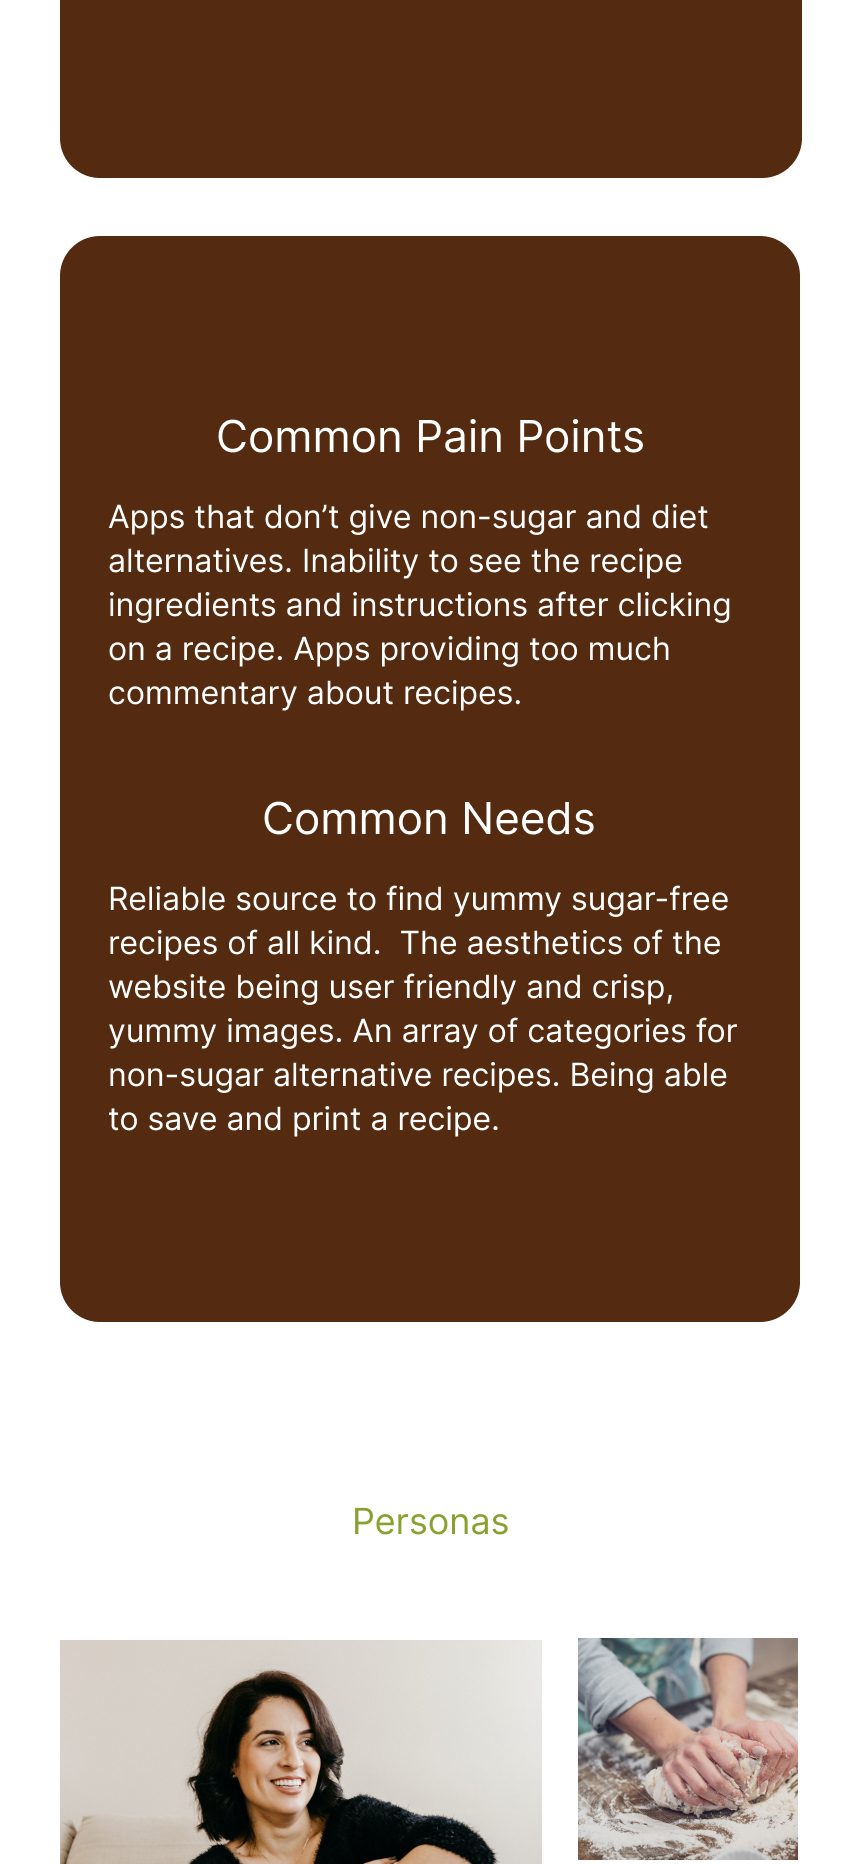 Common Pain Points
Apps that don’t give non-sugar and diet
alternatives. Inability to see the recipe
ingredients and instructions after clicking
on a recipe. Apps providing too much
commentary about recipes.
Common Needs
Reliable source to find yummy sugar-free
recipes of all kind.  The aesthetics of the
website being user friendly and crisp,
yummy images. An array of categories for
non-sugar alternative recipes. Being able
to save and print a recipe.
Personas